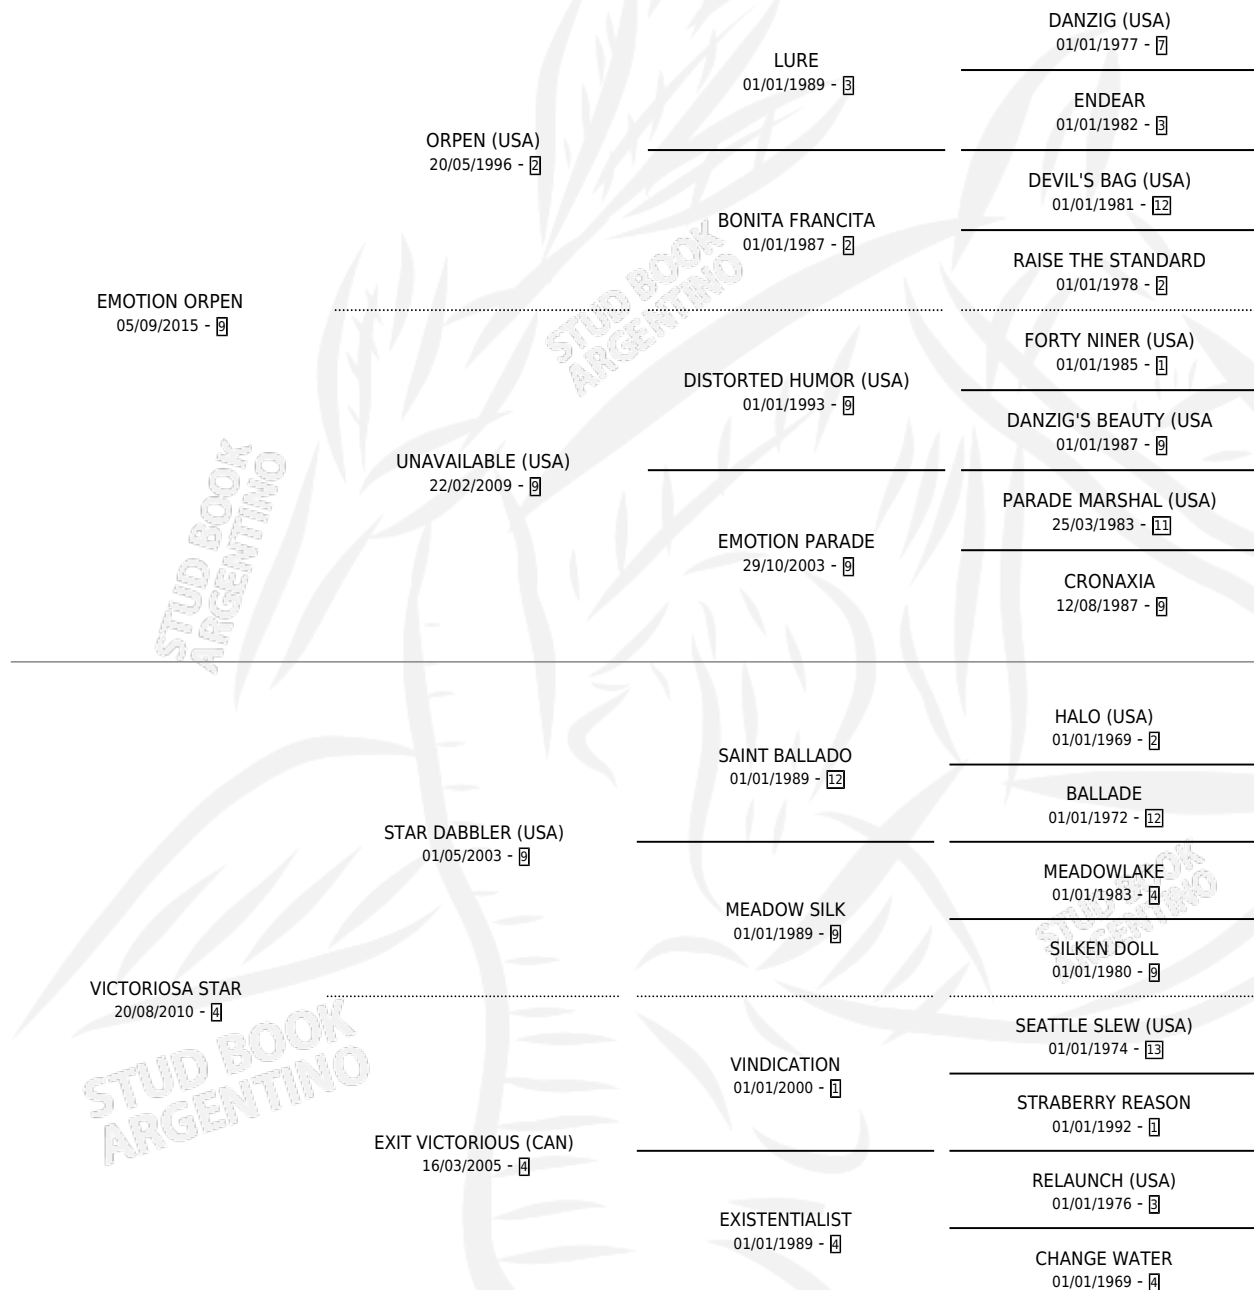 DANZIG (USA)
01/01/1977 - 7
LURE
01/01/1989 - 3
ENDEAR
01/01/1982 - 3
ORPEN (USA)
20/05/1996 - 2
DEVIL'S BAG (USA)
01/01/1981 - 12
BONITA FRANCITA
01/01/1987 - 2
RAISE THE STANDARD
01/01/1978 - 2
EMOTION ORPEN
05/09/2015 - 9
FORTY NINER (USA)
01/01/1985 - 1
DISTORTED HUMOR (USA)
01/01/1993 - 9
DANZIG'S BEAUTY (USA
01/01/1987 - 9
UNAVAILABLE (USA)
22/02/2009 - 9
PARADE MARSHAL (USA)
25/03/1983 - 11
EMOTION PARADE
29/10/2003 - 9
CRONAXIA
12/08/1987 - 9
HALO (USA)
01/01/1969 - 2
SAINT BALLADO
01/01/1989 - 12
BALLADE
01/01/1972 - 12
STAR DABBLER (USA)
01/05/2003 - 9
MEADOWLAKE
01/01/1983 - 4
MEADOW SILK
01/01/1989 - 9
SILKEN DOLL
01/01/1980 - 9
VICTORIOSA STAR
20/08/2010 - 4
SEATTLE SLEW (USA)
01/01/1974 - 13
VINDICATION
01/01/2000 - 1
STRABERRY REASON
01/01/1992 - 1
EXIT VICTORIOUS (CAN)
16/03/2005 - 4
RELAUNCH (USA)
01/01/1976 - 3
EXISTENTIALIST
01/01/1989 - 4
CHANGE WATER
01/01/1969 - 4
STUD BOOK
ARGENTINO
STUD BOOK
ARGENTINO
STUD BOOK
ARGENTINO
STUD BOOK
ARGENTINO